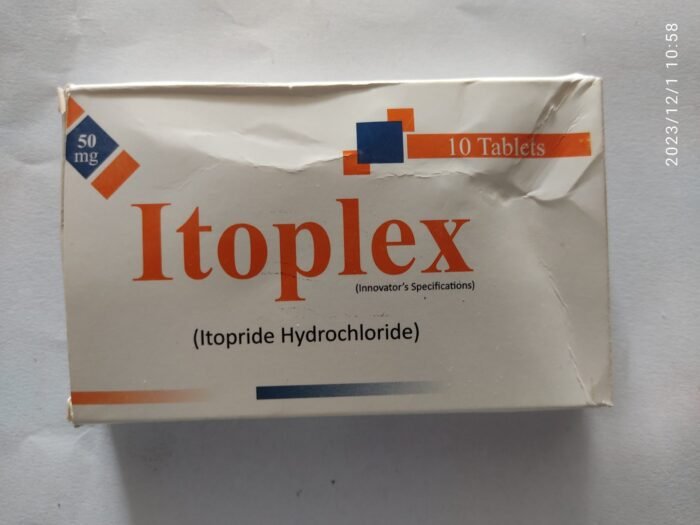 2023/12/1 10:58
50
mg
10 Tablets
Itoplex
(Innovator's Specifications)
(Itopride Hydrochloride)